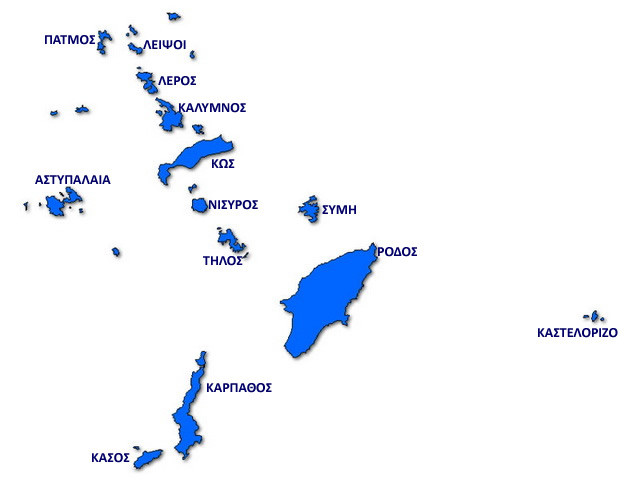 ΠΑΤΜΟΣ
ΛΕΙΨΟΙ
ΛΕΡΟΣ
ΚΑΛΥΜΝΟΣ
ΚΩΣ
ΑΣΤΥΠΑΛΑΙΑ
ΝΙΣΥΡΟΣ
ΣΥΜΗ
ΤΗΛΟΣ
ΡΟΔΟΣ
ΚΑΣΤΕΛΟΡΙΖΟ
ΚΑΡΠΑΘΟΣ
ΚΑΣΟΣ